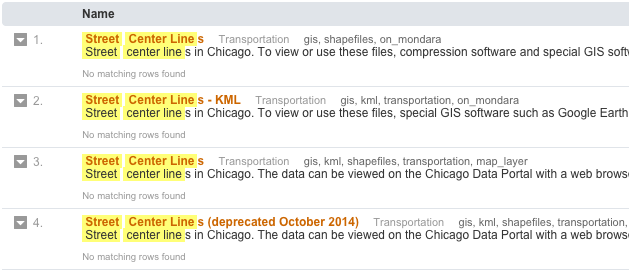 Name
1. Street Center Lines Transportation gis, shapefiles, on_mondara
Street center lines in Chicago. To view or use these files, compression software and special GIS
No matching rows found
2. Street Center Lines - KML Transportation gis, kml, transportation, on_mondara
Street center lines in Chicago. To view or use these files, special GIS software such as Google Earth
No matching rows found
3. Street Center Lines Transportation gis, kml, shapefiles, transportation, map_layer
Street center lines in Chicago. The data can be viewed on the Chicago Data Portal with a web
No matching rows found
4. Street Center Lines (deprecated October 2014) Transportation gis, kml, shapefiles, transportation,
Street center lines in Chicago. The data can be viewed on the Chicago Data Portal with a web
No matching rows found